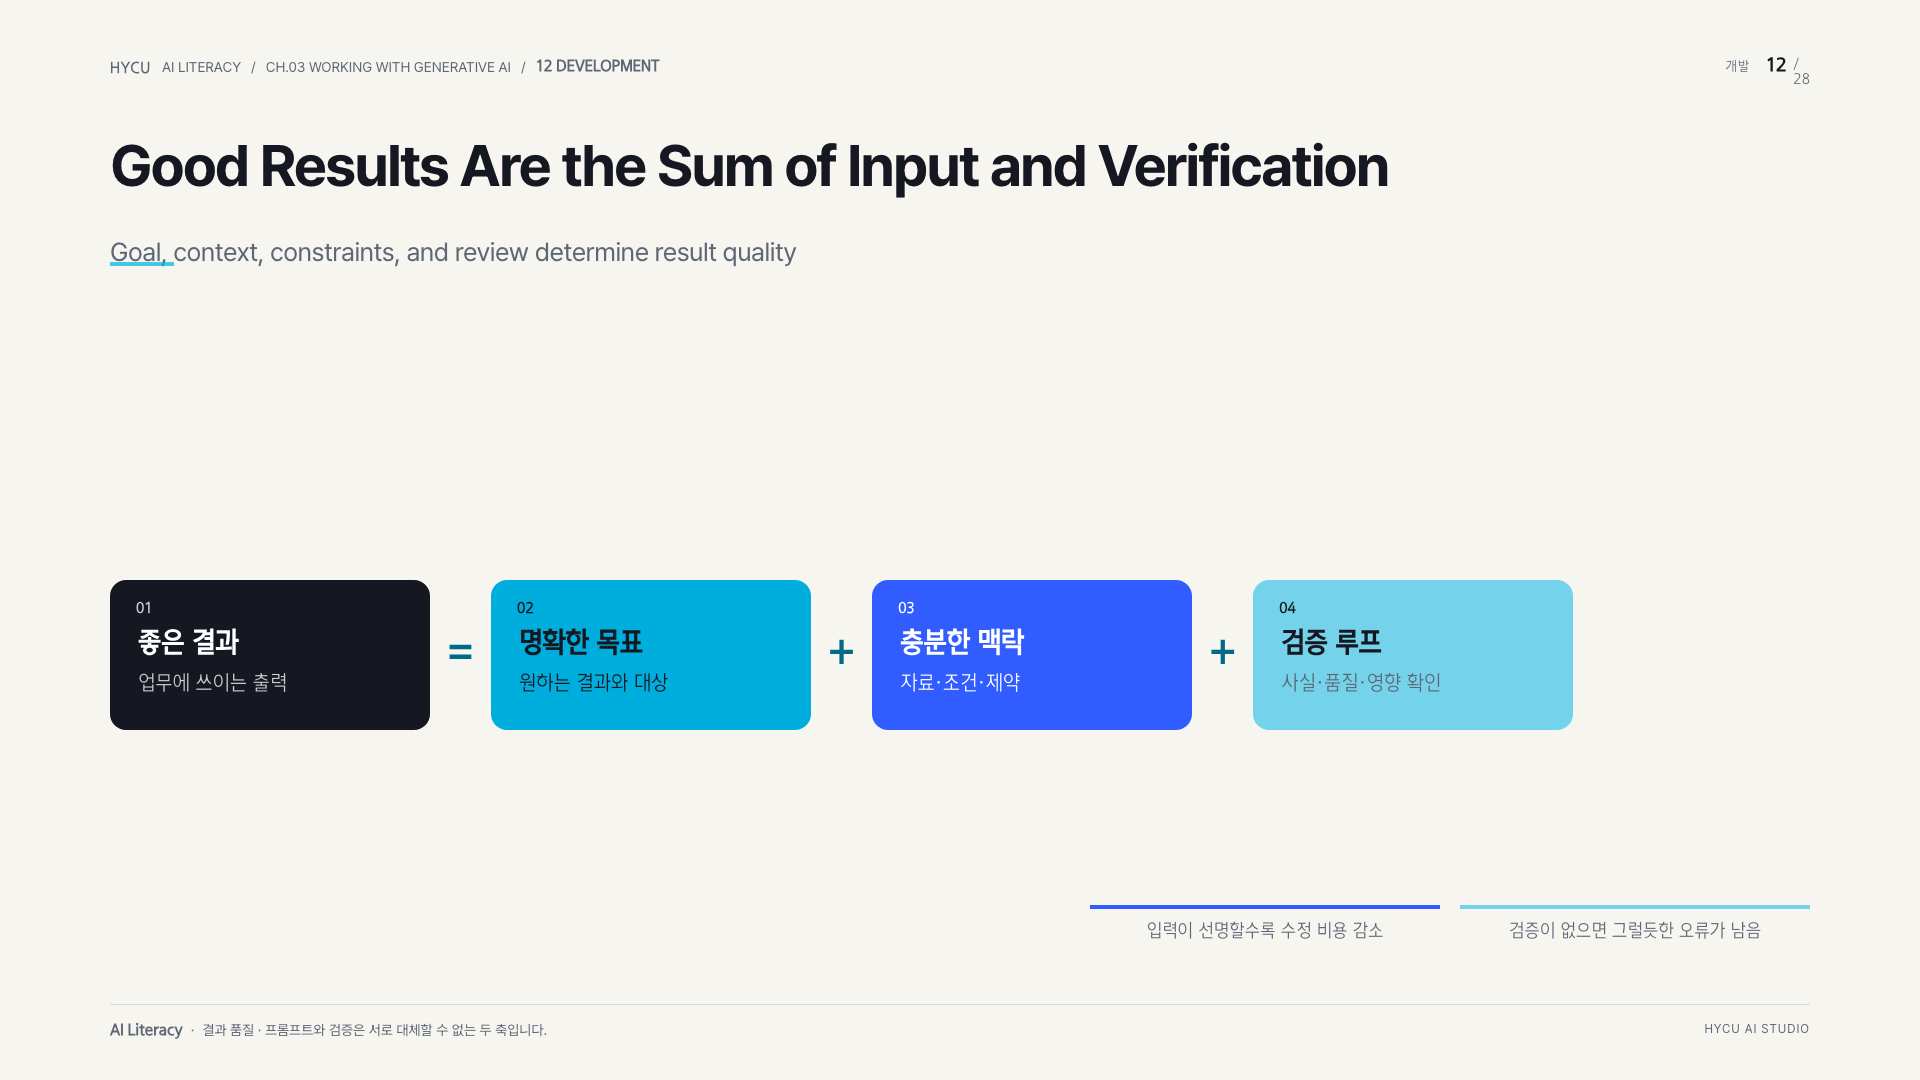 HYCU AI LITERACY / CH.03 WORKING WITH GENERATIVE AI / 12 DEVELOPMENT
개발 12 / 28
Good Results Are the Sum of Input and Verification
Goal, context, constraints, and review determine result quality
01
좋은 결과
업무에 쓰이는 출력
=
02
명확한 목표
원하는 결과와 대상
+
03
충분한 맥락
자료·조건·제약
+
04
검증 루프
사실·품질·영향 확인
입력이 선명할수록 수정 비용 감소
검증이 없으면 그럴듯한 오류가 남음
AI Literacy · 결과 품질 · 프롬프트와 검증은 서로 대체할 수 없는 두 축입니다.
HYCU AI STUDIO